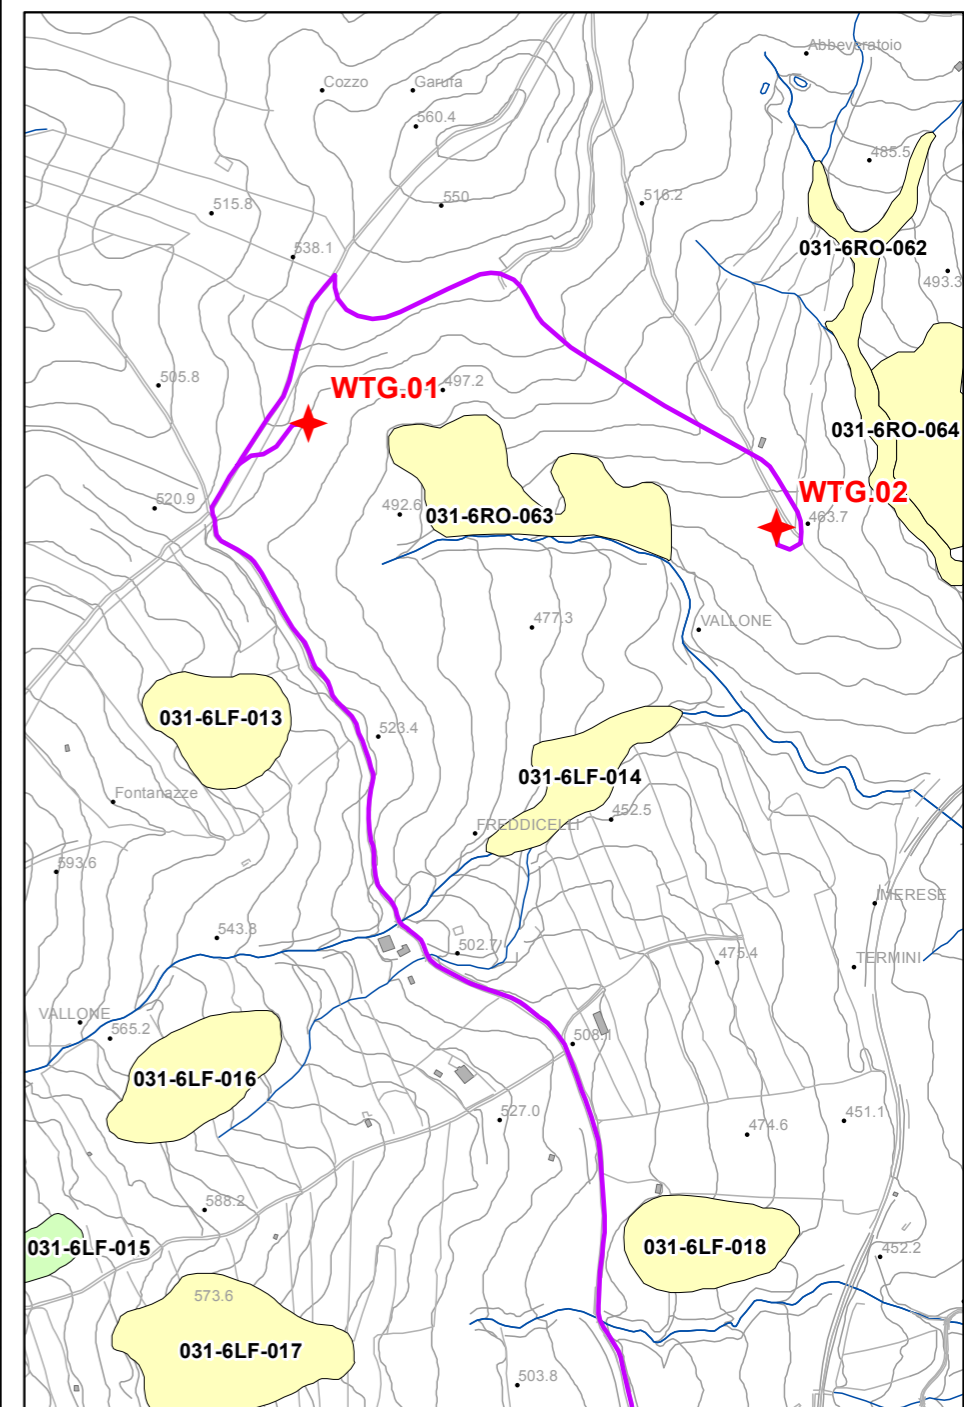 Abbeveratoio
Cozzo
Garufa
560.4
485.5
515.8
550
516.2
538.1
031-6RO-062
493.3
505.8
WTG.01
497.2
031-6RO-064
520.9
492.6
031-6RO-063
WTG.02
463.7
477.3
VALLONE
031-6LF-013
523.4
031-6LF-014
Fontanazze
FREDDICELLI
452.5
593.6
IMERESE
543.8
502.7
475.4
TERMINI
VALLONE
565.2
508.1
031-6LF-016
527.0
474.6
451.1
588.2
031-6LF-015
031-6LF-018
452.2
573.6
031-6LF-017
503.8